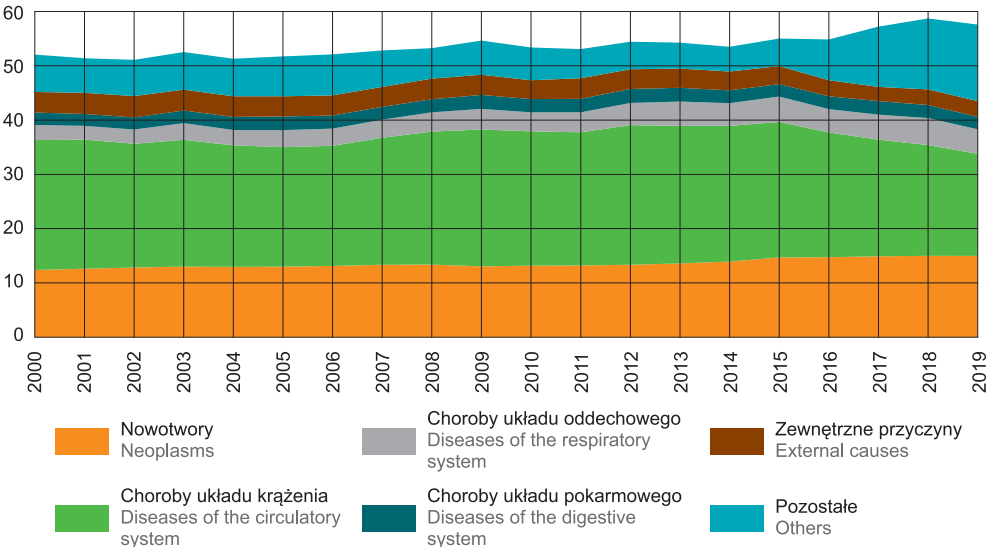 60
50
40
30
20
10
0
2000
2001
2002
2003
2004
2005
2006
2007
2008
2009
2010
2011
2012
2013
2014
2015
2016
2017
2018
2019
Nowotwory
Neoplasms
Choroby układu oddechowego
Diseases of the respiratory
system
Zewnętrzne przyczyny
External causes
Choroby układu krążenia
Diseases of the circulatory
system
Choroby układu pokarmowego
Diseases of the digestive
system
Pozostałe
Others